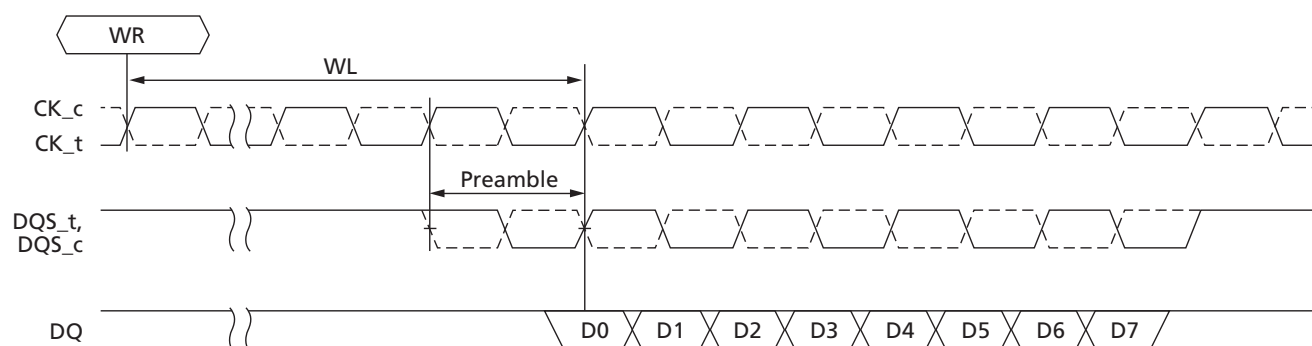 WR
WL
CK_c
CK_t
Preamble
DQS_t,
DQS_c
DQ
D0 D1 D2 D3 D4 D5 D6 D7